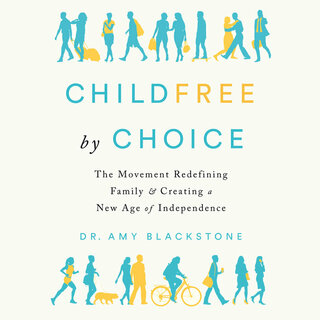 CHILDFREE
by CHOICE
The Movement Redefining
Family & Creating a
New Age of Independence
DR. AMY BLACKSTONE